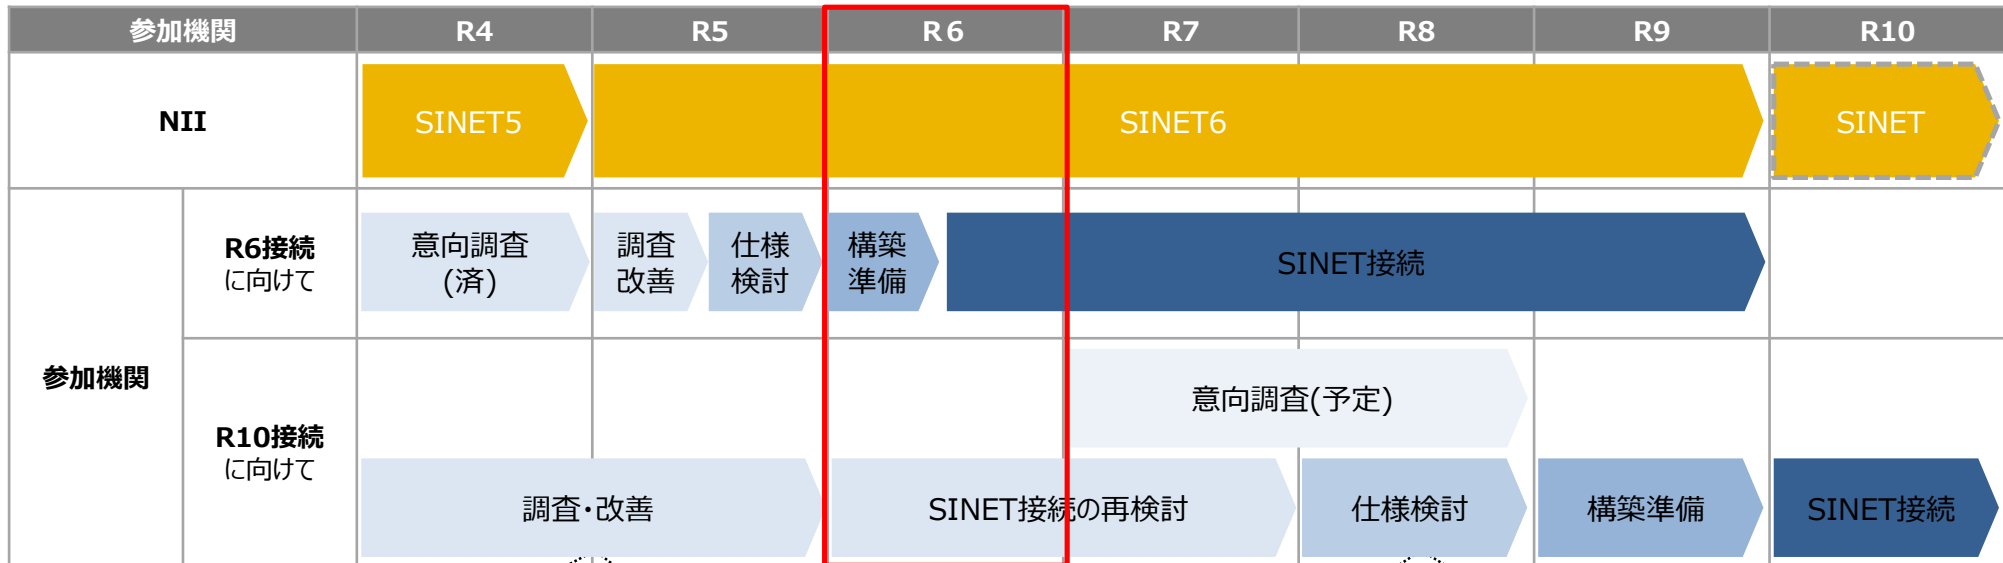 参加機関 R4 R5 R6 R7 R8 R9 R10
NII SINET5 SINET6 SINET
参加機関
R6接続
に向けて
意向調査
(済)
調査
改善
仕様
検討
構築
準備
SINET接続
R10接続
に向けて
意向調査(予定)
調査・改善 SINET接続の再検討 仕様検討 構築準備 SINET接続